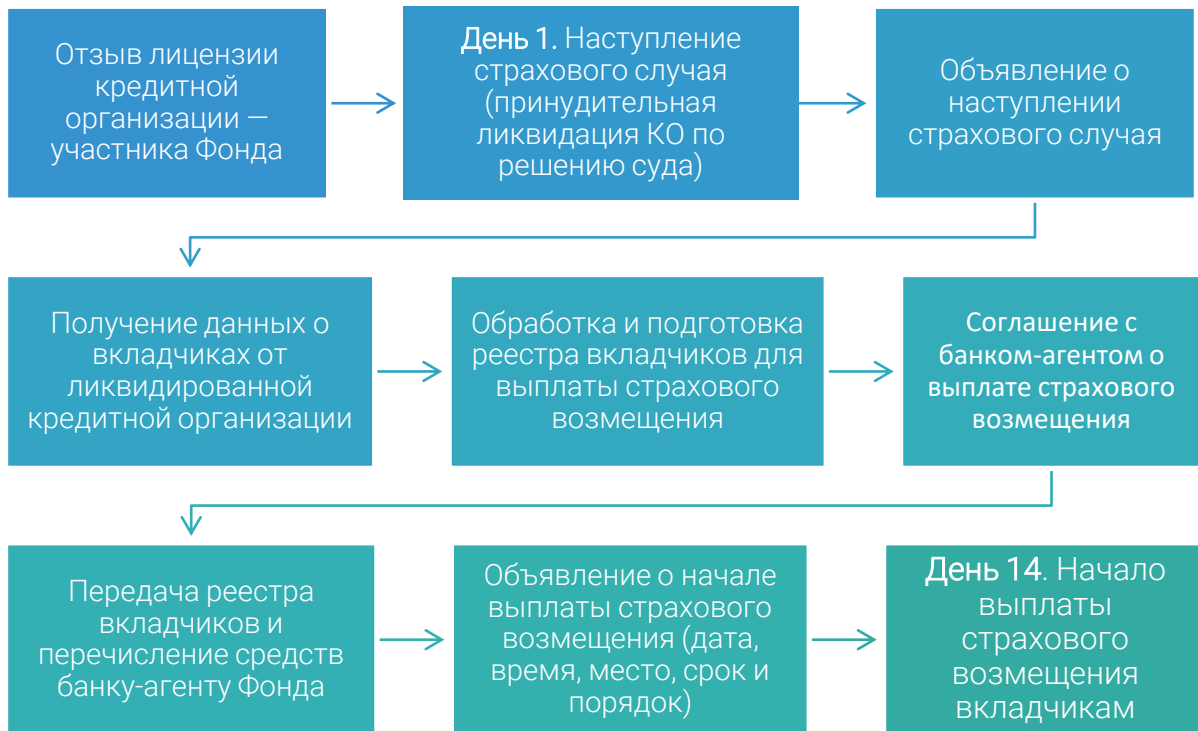 Отзыв лицензии
кредитной
организации —
участника Фонда
День 1. Наступление
страхового случая
(принудительная
ликвидация КО по
решению суда)
Объявление о
наступлении
страхового случая
Получение данных о
вкладчиках от
ликвидированной
кредитной организации
Обработка и подготовка
реестра вкладчиков для
выплаты страхового
возмещения
Соглашение с
банком-агентом о
выплате страхового
возмещения
Передача реестра
вкладчиков и
перечисление средств
банку-агенту Фонда
Объявление о начале
выплаты страхового
возмещения (дата,
время, место, срок и
порядок)
День 14. Начало
выплаты
страхового
возмещения
вкладчикам